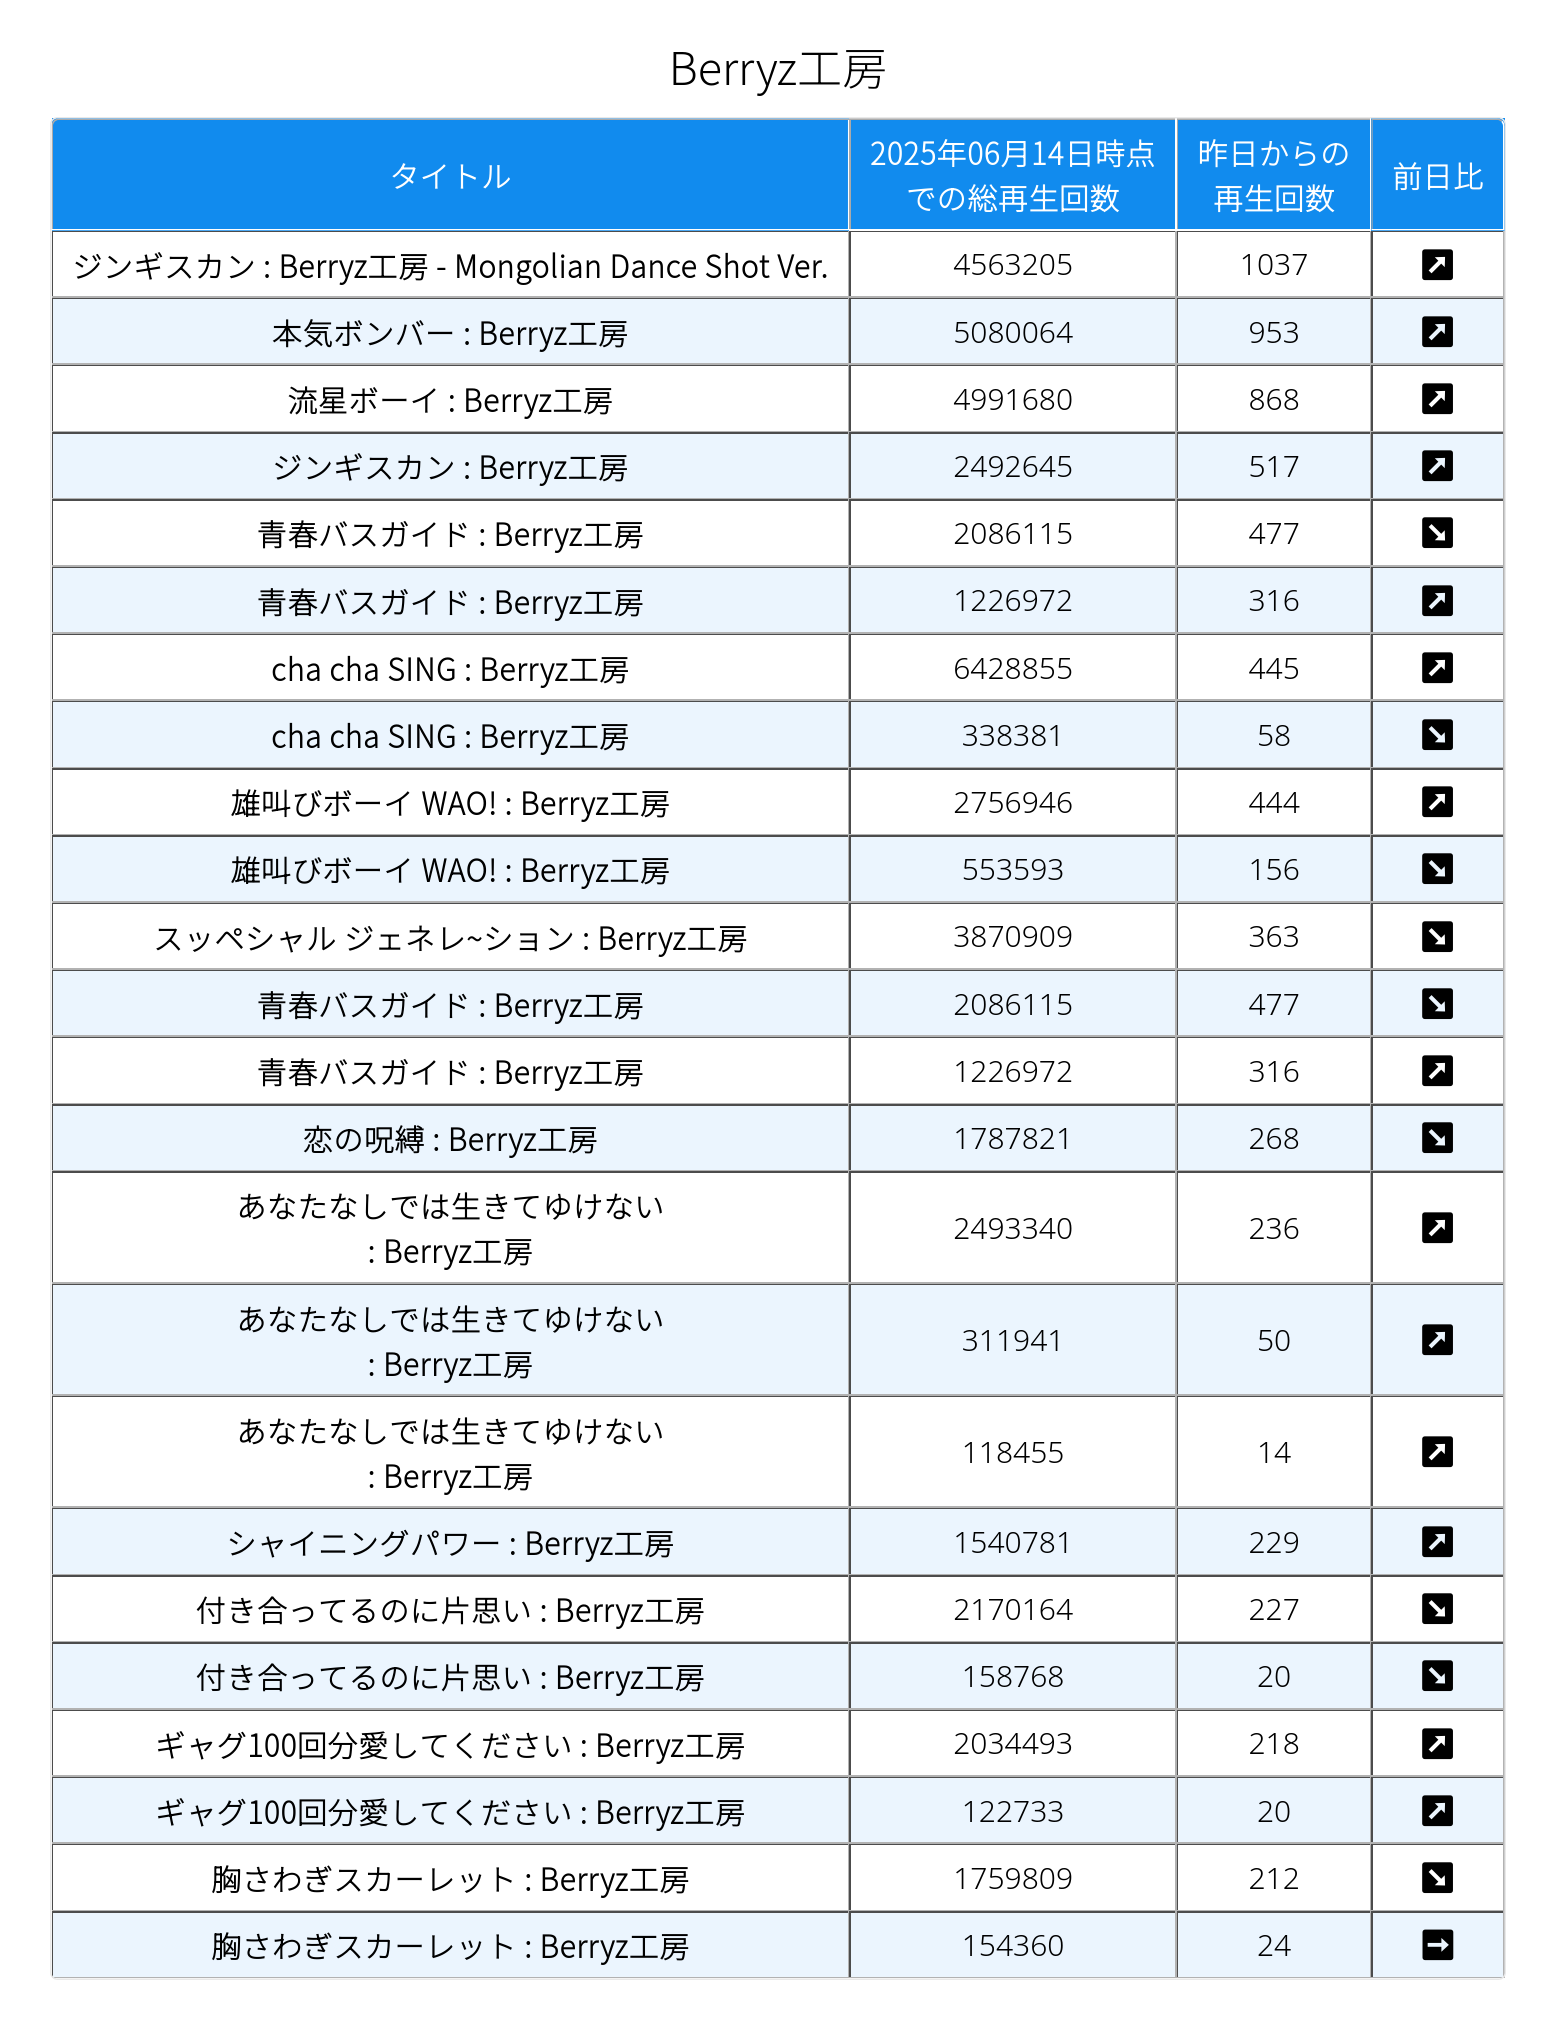 Berryz工房
タイトル
2025年06月14日時点
での総再生回数
昨日からの
再生回数
前日比
ジンギスカン : Berryz工房 - Mongolian Dance Shot Ver. 4563205 1037 ↗
本気ボンバー : Berryz工房 5080064 953 ↗
流星ボーイ : Berryz工房 4991680 868 ↗
ジンギスカン : Berryz工房 2492645 517 ↗
青春バスガイド : Berryz工房 2086115 477 ↘
青春バスガイド : Berryz工房 1226972 316 ↗
cha cha SING : Berryz工房 6428855 445 ↗
cha cha SING : Berryz工房 338381 58 ↘
雄叫びボーイ WAO! : Berryz工房 2756946 444 ↗
雄叫びボーイ WAO! : Berryz工房 553593 156 ↘
スッペシャル ジェネレ~ション : Berryz工房 3870909 363 ↘
青春バスガイド : Berryz工房 2086115 477 ↘
青春バスガイド : Berryz工房 1226972 316 ↗
恋の呪縛 : Berryz工房 1787821 268 ↘
あなたなしでは生きてゆけない
: Berryz工房 2493340 236 ↗
あなたなしでは生きてゆけない
: Berryz工房 311941 50 ↗
あなたなしでは生きてゆけない
: Berryz工房 118455 14 ↗
シャイニングパワー : Berryz工房 1540781 229 ↗
付き合ってるのに片思い : Berryz工房 2170164 227 ↘
付き合ってるのに片思い : Berryz工房 158768 20 ↘
ギャグ100回分愛してください : Berryz工房 2034493 218 ↗
ギャグ100回分愛してください : Berryz工房 122733 20 ↗
胸さわぎスカーレット : Berryz工房 1759809 212 ↘
胸さわぎスカーレット : Berryz工房 154360 24 →